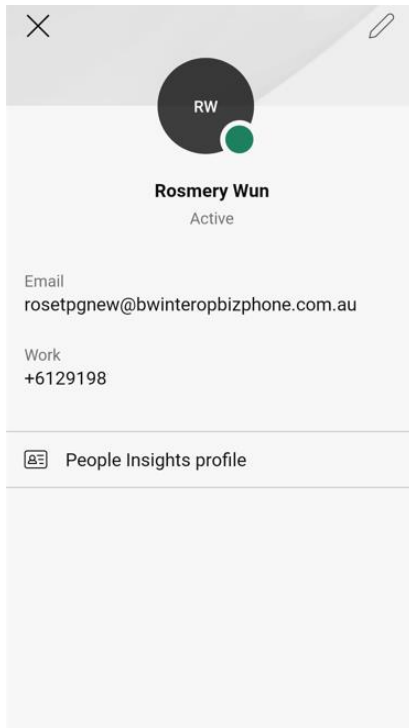 RW
Rosmery Wun
Active
Email
rosetpgnew@bwinteropbizphone.com.au
Work
+6129198
People Insights profile